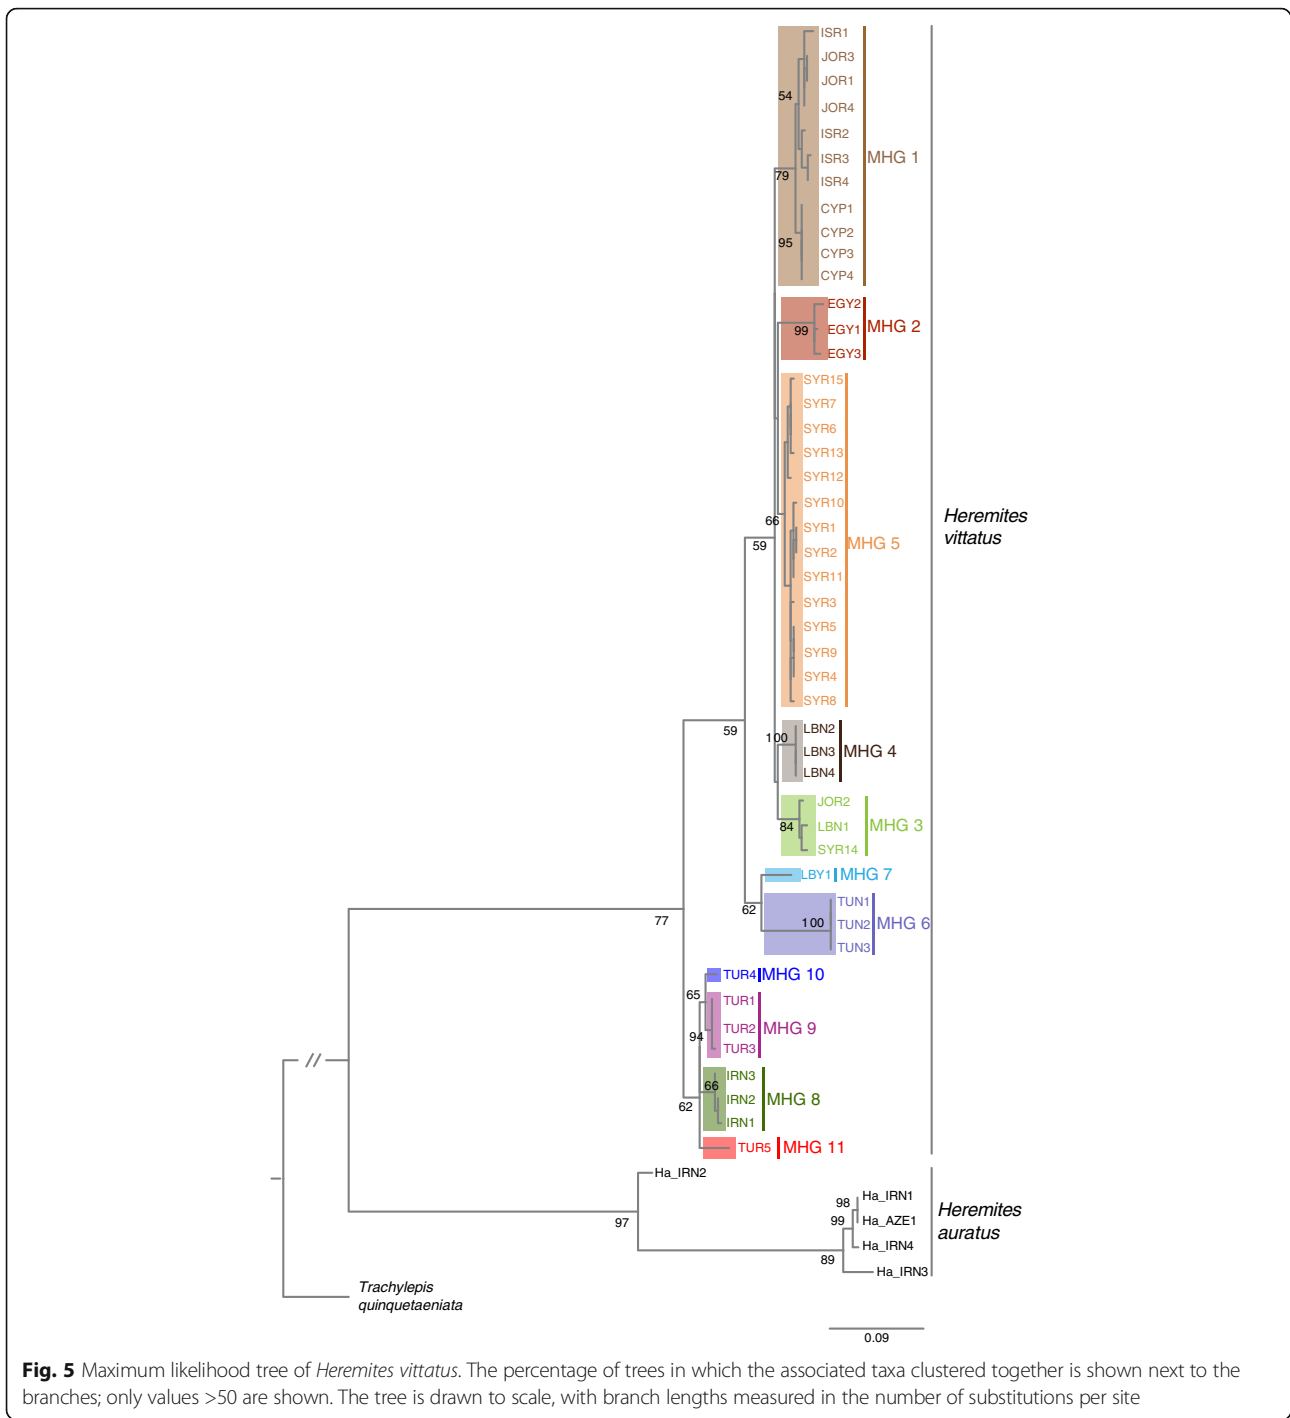 ISR1
JOR3
JOR1
54
JOR4
ISR2
ISR3
MHG 1
79
ISR4
CYP1
CYP2
95
CYP3
CYP4
EGY2
99
EGY1
MHG 2
EGY3
SYR15
SYR7
SYR6
SYR13
SYR12
SYR10
66
SYR1
Heremites
vittatus
59
SYR2
MHG 5
SYR11
SYR3
SYR5
SYR9
SYR4
SYR8
59
LBN2
100
LBN3
MHG 4
LBN4
JOR2
84
LBN1
MHG 3
SYR14
LBY1
MHG 7
62
TUN1
77
100
TUN2
MHG 6
TUN3
TUR4
MHG 10
65
TUR1
TUR2
MHG 9
94
TUR3
IRN3
66
62
IRN2
MHG 8
IRN1
TUR5
MHG 11
Ha_IRN2
97
98
Ha_IRN1
99
Ha_AZE1
Heremites
auratus
Ha_IRN4
89
Ha_IRN3
Trachylepis
quinquetaeniata
0.09
Fig. 5 Maximum likelihood tree of Heremites vittatus. The percentage of trees in which the associated taxa clustered together is shown next to the
branches; only values >50 are shown. The tree is drawn to scale, with branch lengths measured in the number of substitutions per site